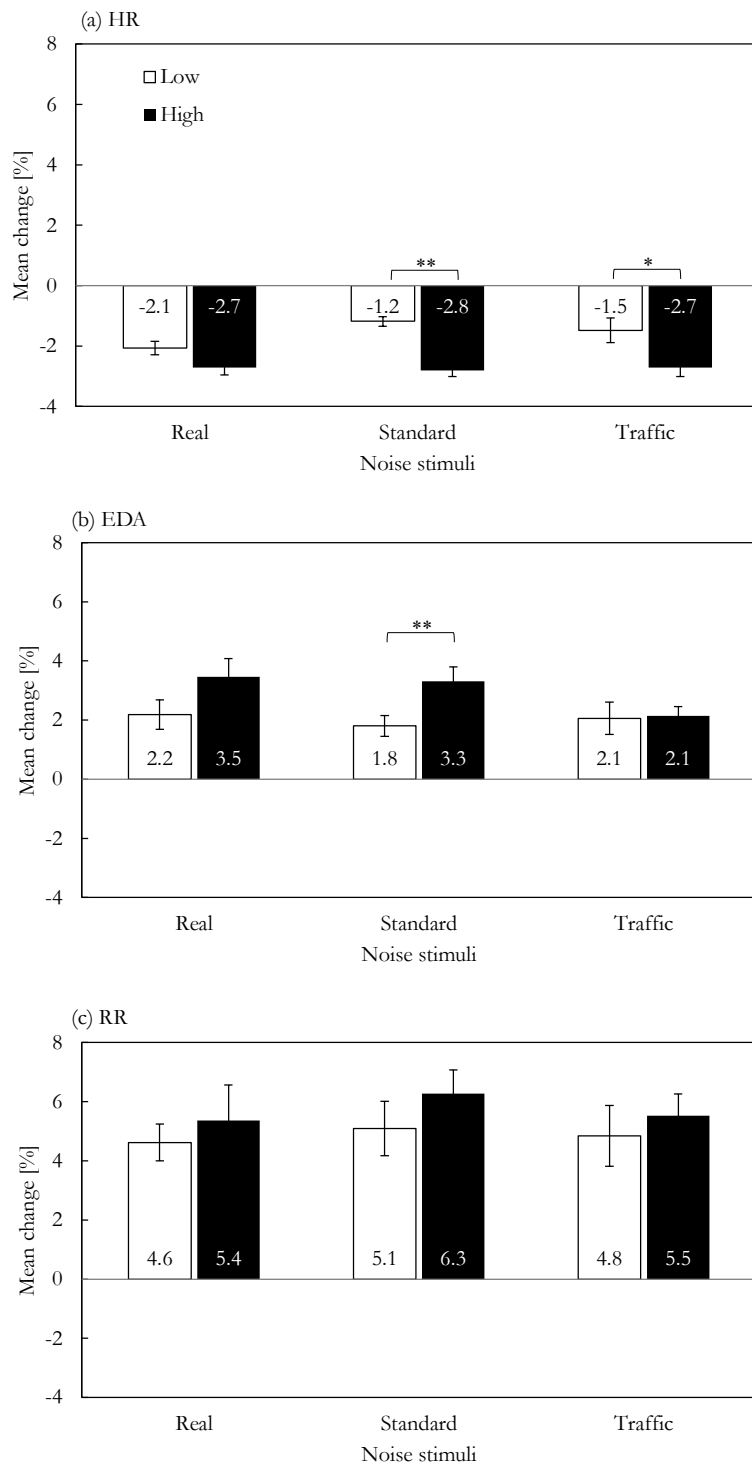 (a) HR
8
6
4
2
0
-2
-4
Mean change [%]
Low
High
** *
-2.1 -2.7 -1.2 -2.8 -1.5 -2.7
Real Standard Traffic
Noise stimuli
(b) EDA
8
6
4
2
0
-2
-4
Mean change [%]
**
2.2 3.5 1.8 3.3 2.1 2.1
Real Standard Traffic
Noise stimuli
(c) RR
8
6
4
2
0
-2
-4
Mean change [%]
4.6 5.4 5.1 6.3 4.8 5.5
Real Standard Traffic
Noise stimuli